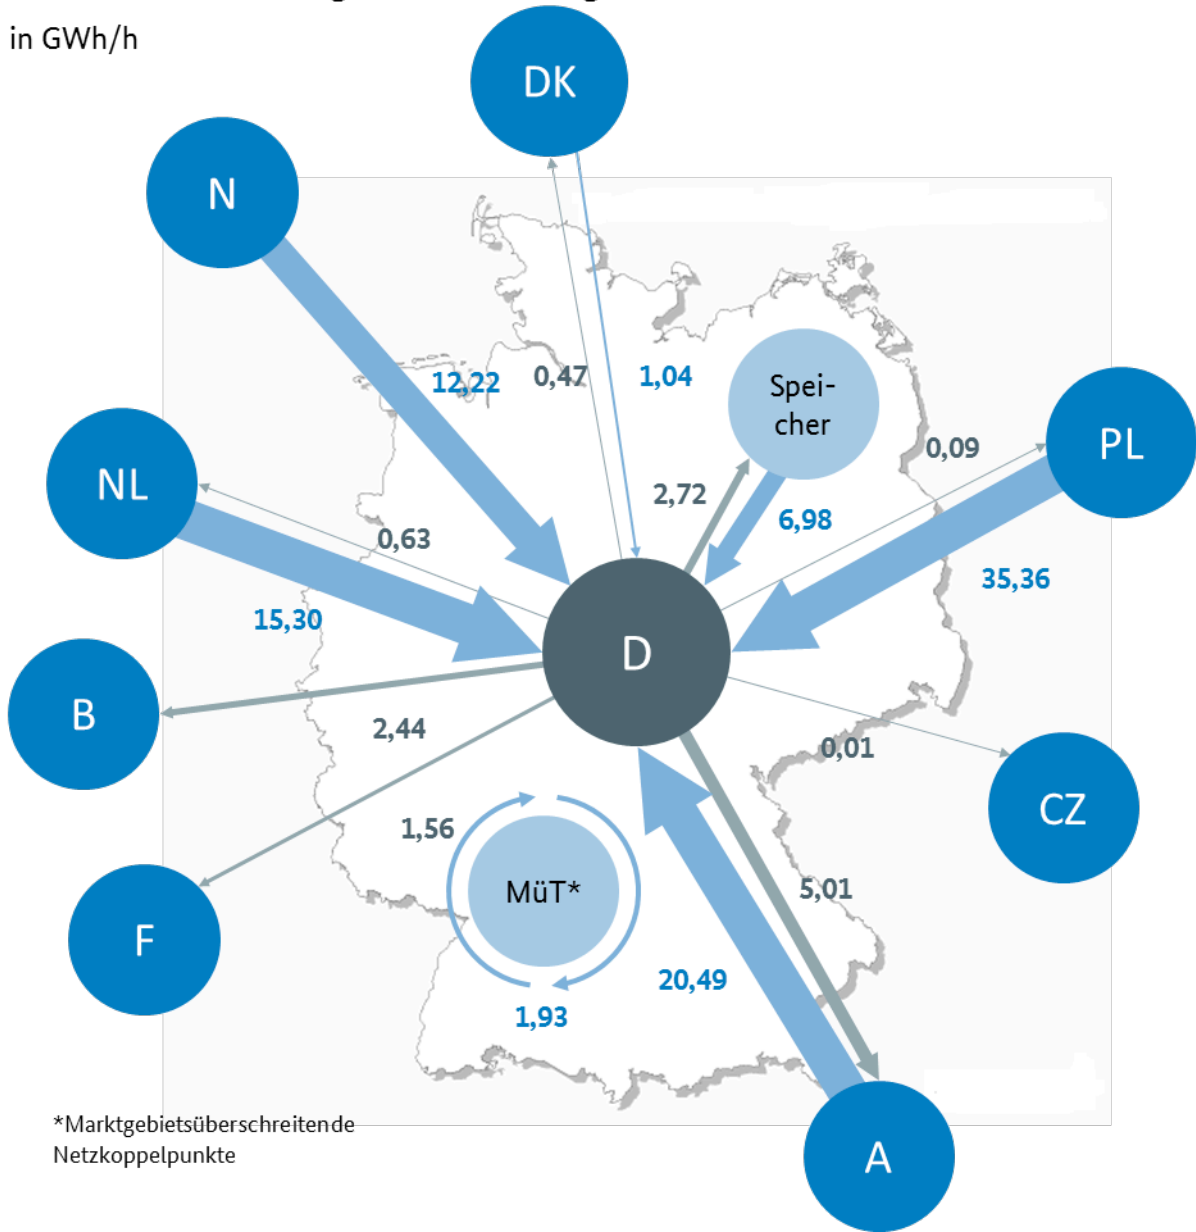 in GWh/h
DK
N
12,22
0,47
1,04
Spei-
cher
0,09
PL
NL
2,72
6,98
0,63
35,36
15,30
D
B
2,44
0,01
CZ
1,56
MüT*
5,01
F
20,49
1,93
*Marktgebietsüberschreitende
Netzkoppelpunkte
A